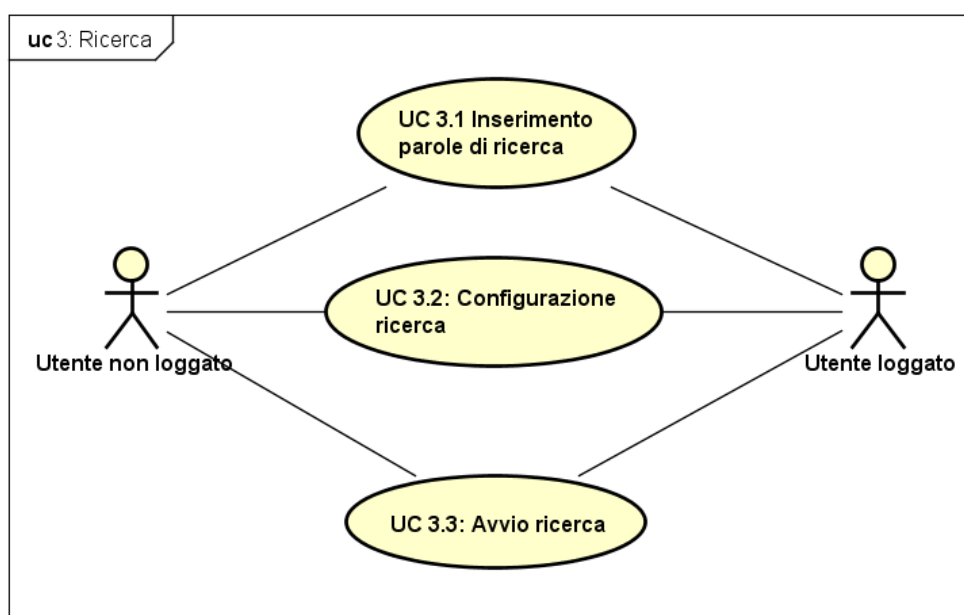 uc 3: Ricerca
UC 3.1 Inserimento
parole di ricerca
UC 3.2: Configurazione
ricerca
Utente non loggato
Utente loggato
UC 3.3: Avvio ricerca